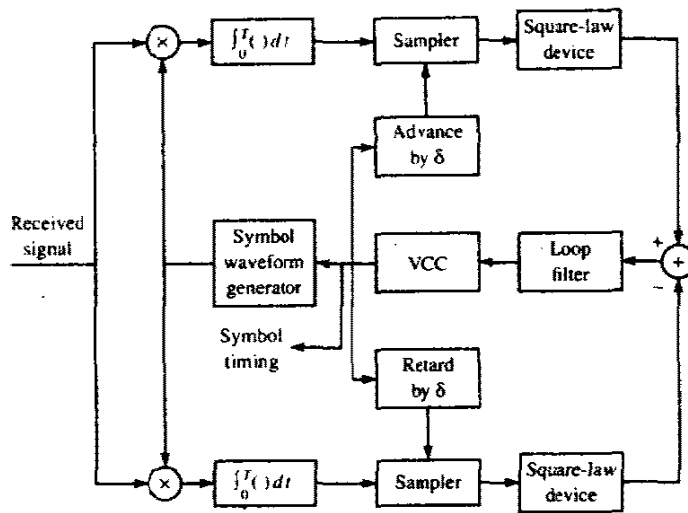 ×
∫₀ᵀ( )dt
Sampler
Square-law
device
Advance
by δ
Received
signal
Symbol
waveform
generator
VCC
Loop
filter
+
+
−
Symbol
timing
Retard
by δ
×
∫₀ᵀ( )dt
Sampler
Square-law
device